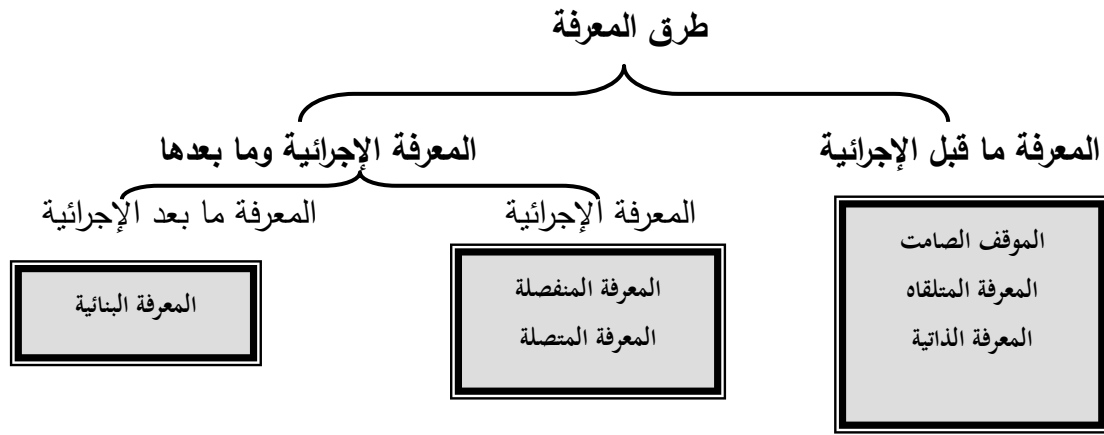 طرق المعرفة
المعرفة ما قبل الإجرائية
المعرفة الإجرائية وما بعدها
المعرفة الإجرائية
المعرفة ما بعد الإجرائية
الموقف الصامت
المعرفة المتلقاه
المعرفة الذاتية
المعرفة المنفصلة
المعرفة المتصلة
المعرفة البنائية